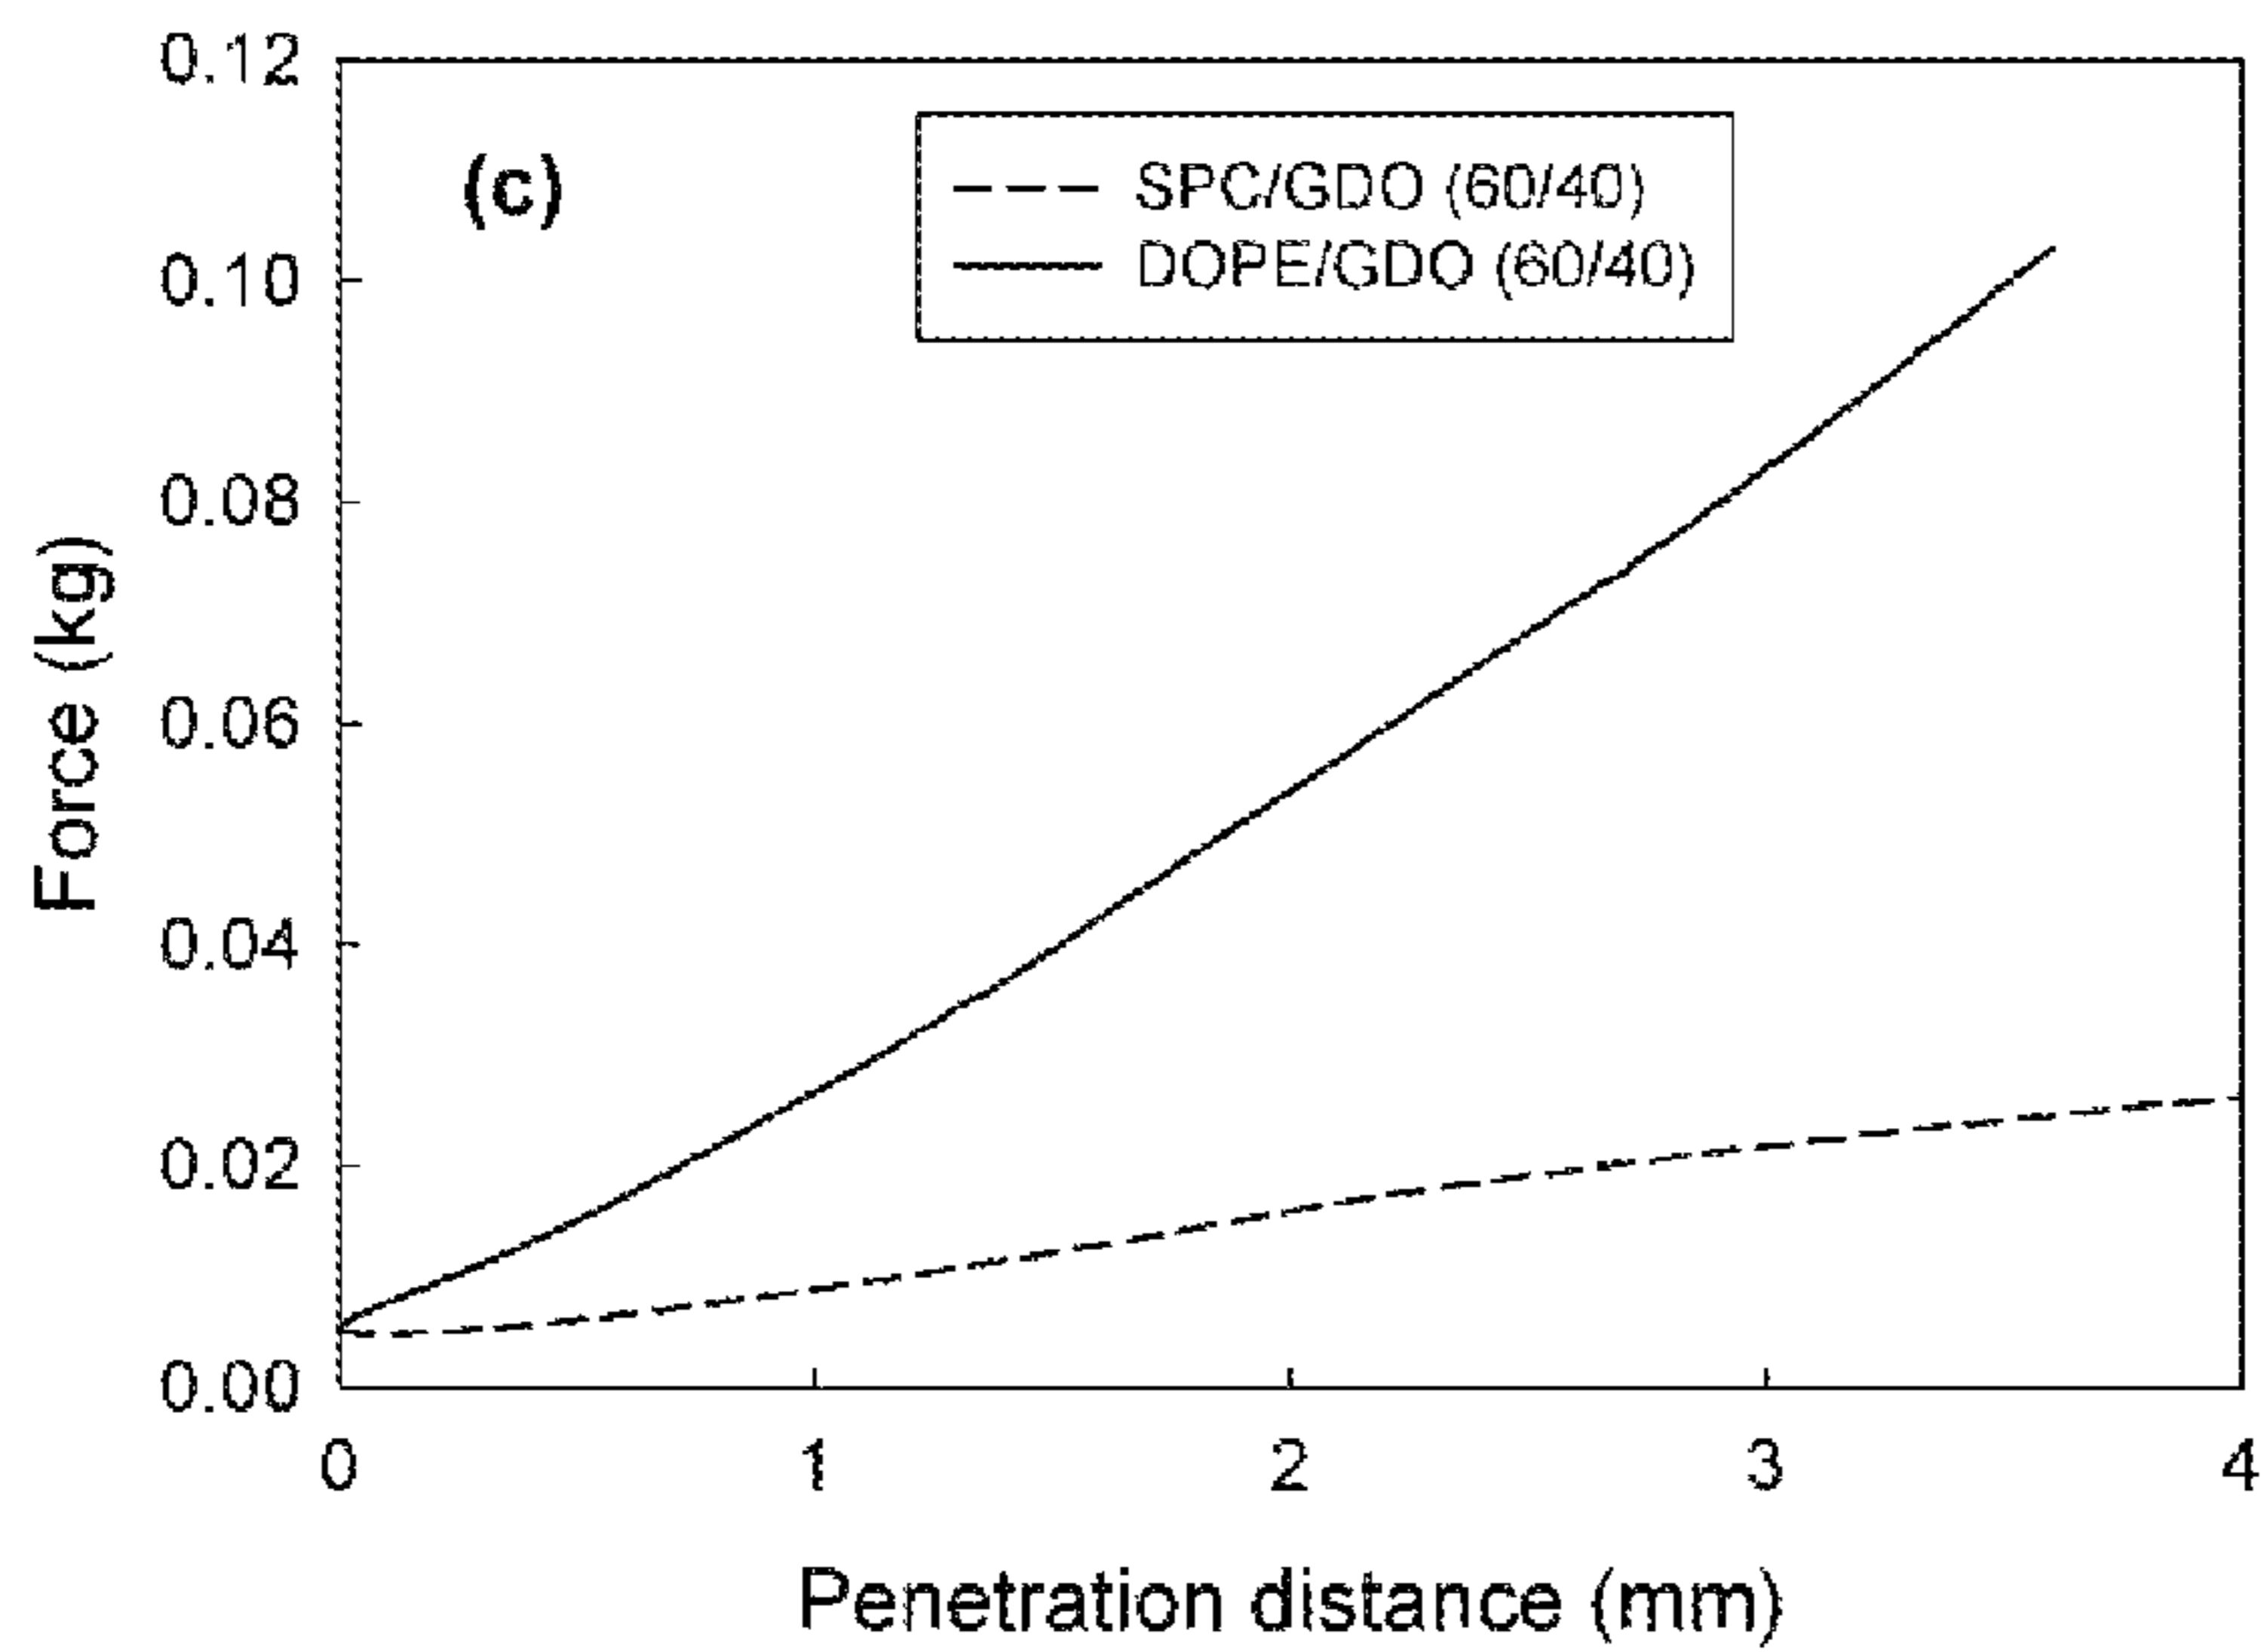 0.12
(c)
SPC/GDO (60/40)
DOPE/GDO (60/40)
0.10
0.08
Force (kg)
0.06
0.04
0.02
0.00
0 1 2 3 4
Penetration distance (mm)